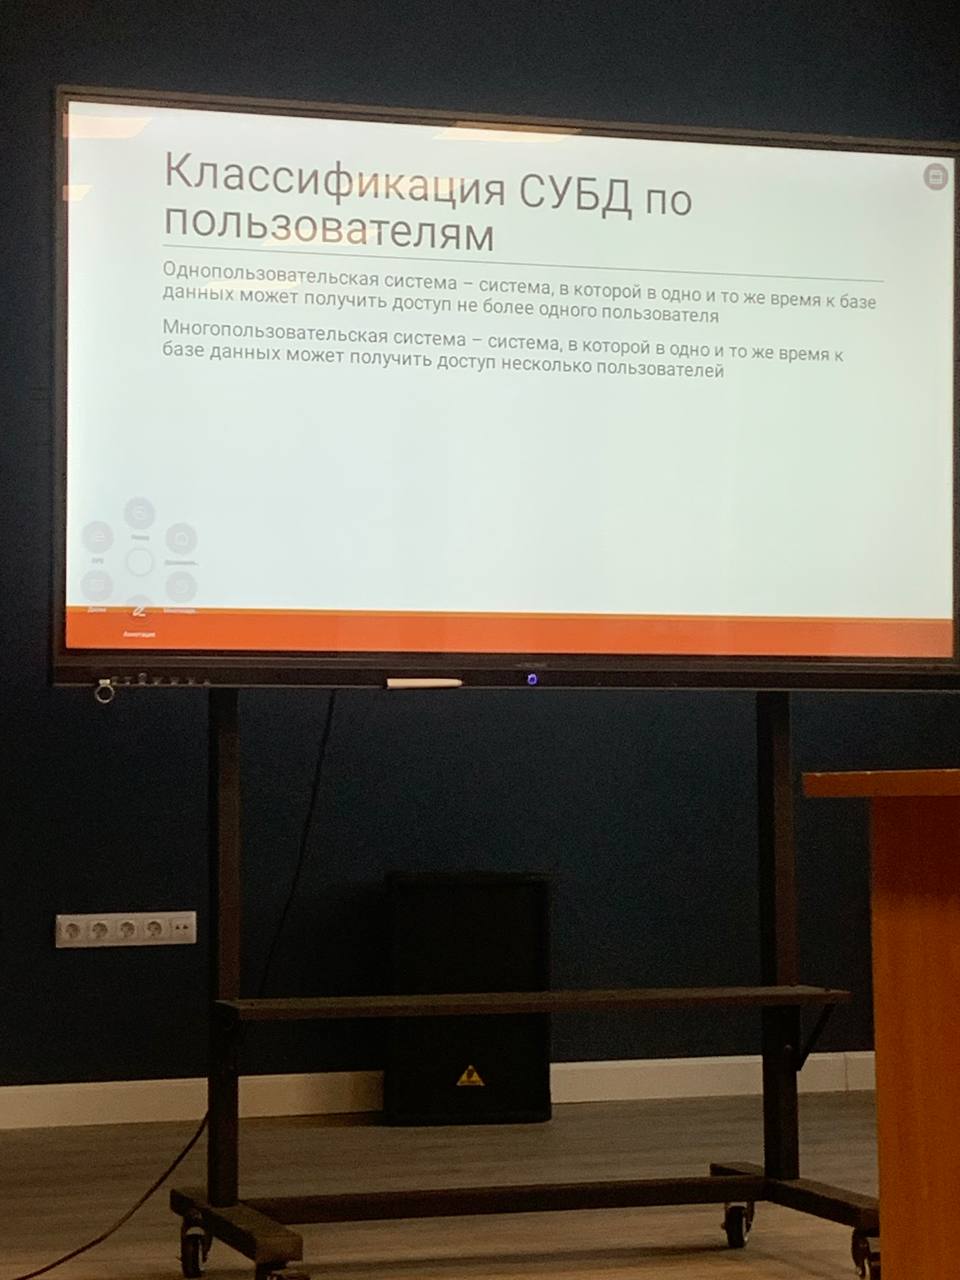 Классификация СУБД по
пользователям
Однопользовательская система – система, в которой в одно и то же время к базе
данных может получить доступ не более одного пользователя
Многопользовательская система – система, в которой в одно и то же время к
базе данных может получить доступ несколько пользователей
Аннотация